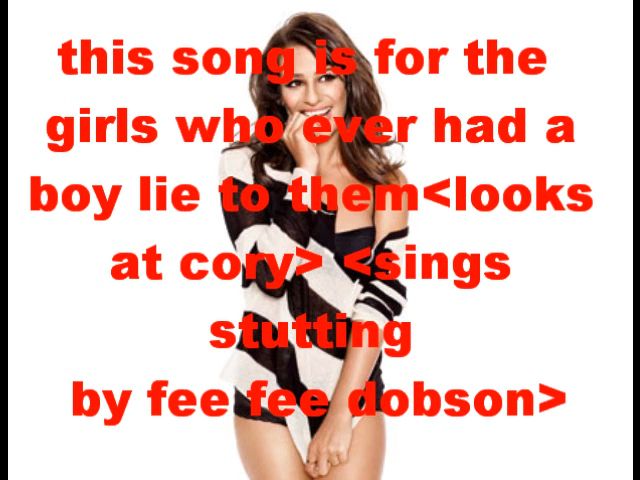 this song is for the
girls who ever had a
boy lie to them<looks
at cory> <sings
stutting
by fee fee dobson>